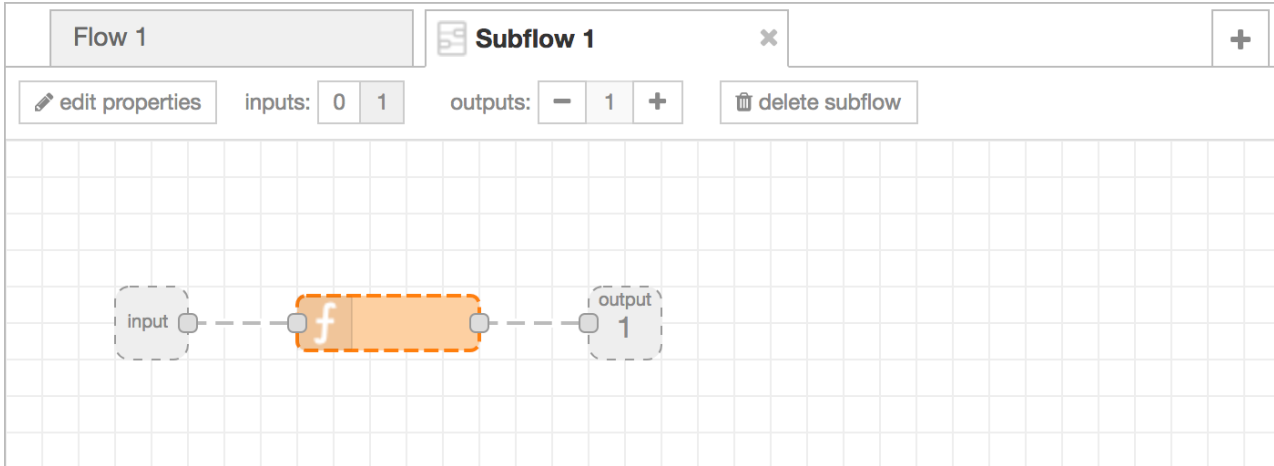 Flow 1
Subflow 1
edit properties inputs: 0 1 outputs: 1 delete subflow
input
output
1